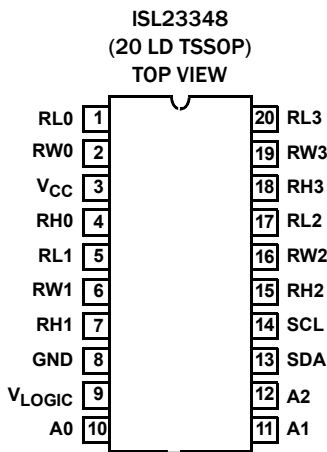 ISL23348
(20 LD TSSOP)
TOP VIEW
RL0 1 20 RL3
RW0 2 19 RW3
VCC 3 18 RH3
RH0 4 17 RL2
RL1 5 16 RW2
RW1 6 15 RH2
RH1 7 14 SCL
GND 8 13 SDA
VLOGIC 9 12 A2
A0 10 11 A1